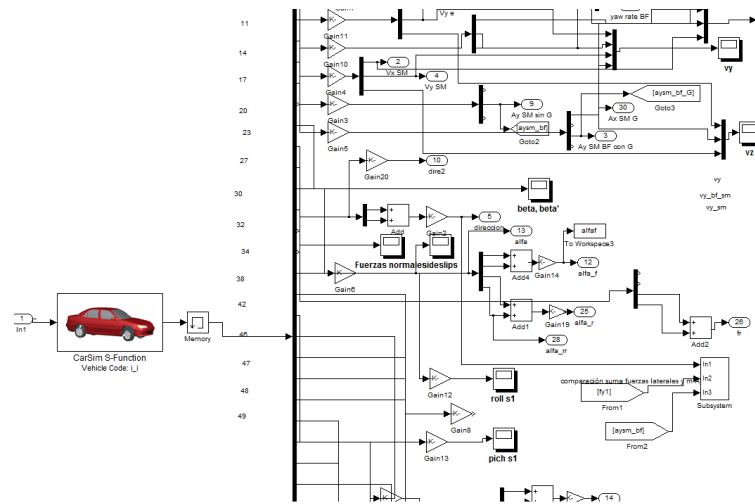 11
Gain11
Vy e
yaw rate BF
14
Gain10
2
Vx SM
vy
17
K-
Gain4
4
Vy SM
[aysm_bf_G]
Goto3
20
K-
Gain3
9
Ay SM sin G
30
Ax SM G
23
K-
Gain5
[aysm_bf]
Goto2
3
Ay SM BF con G
vz
27
K-
Gain20
10
dire2
vy
30
vy_bf_sm
beta, beta'
vy_sm
32
Add
K-
Gain2
5
direccion
13
alfa
alfaf
To Workspace3
34
Fuerzas normales
sideslips
38
K-
Gain6
Add4
K-
Gain14
12
alfa_f
42
Add1
K-
Gain19
25
alfa_r
1
In1
CarSim S-Function
Vehicle Code: i_i
Memory
46
28
alfa_rr
Add2
26
fr
47
K-
Gain12
roll s1
comparación suma fuerzas laterales y
In1
In2
In3
Subsystem
48
[fy1]
From1
49
K-
Gain8
[aysm_bf]
From2
K-
Gain13
pich s1
14